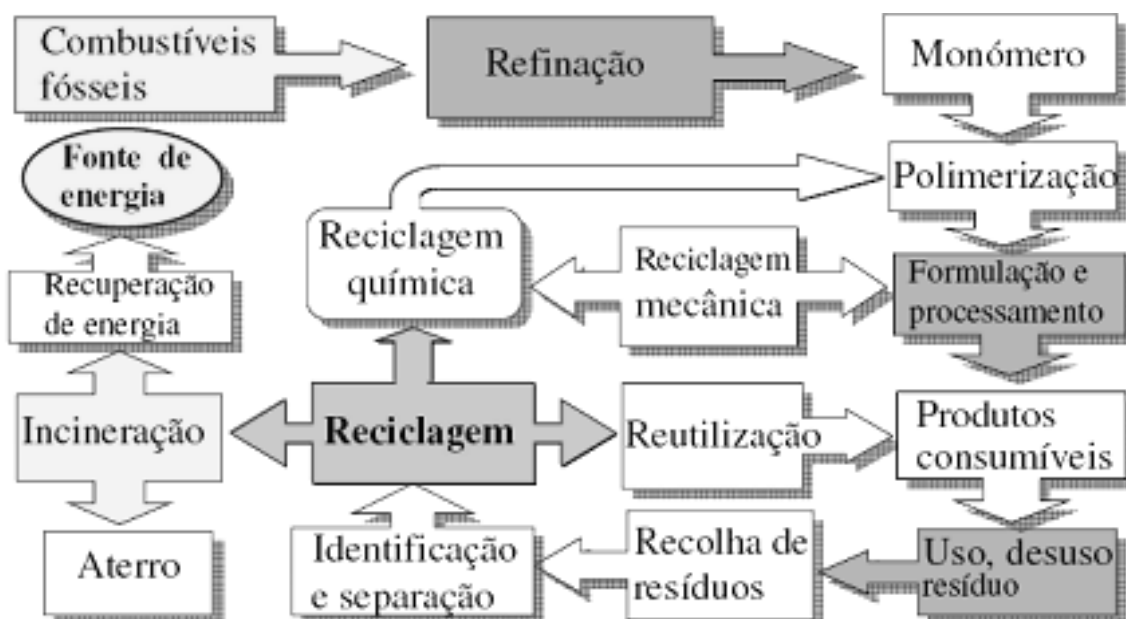 Combustíveis
fósseis
Refinação
Monómero
Fonte de
energia
Polimerização
Reciclagem
química
Reciclagem
mecânica
Formulação e
processamento
Recuperação
de energia
Incineração
Reciclagem
Reutilização
Produtos
consumíveis
Aterro
Identificação
e separação
Recolha de
resíduos
Uso, desuso
resíduo